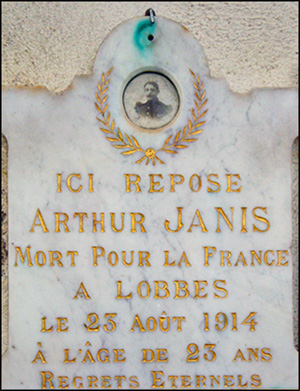 ICI REPOSE
ARTHUR JANIS
MORT POUR LA FRANCE
A LOBBES
LE 23 AOÛT 1914
À L'ÂGE DE 23 ANS
REGRETS ETERNELS